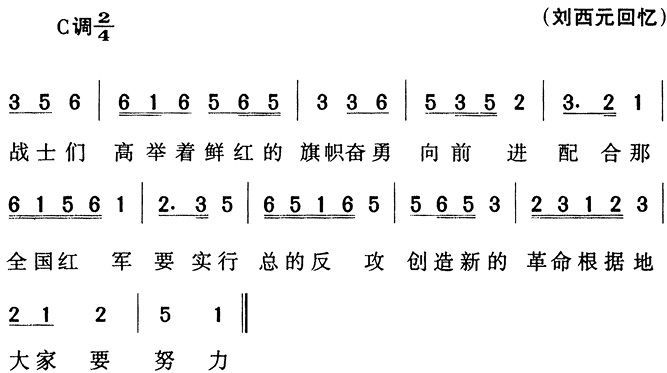 C调2/4 (刘西元回忆)
3 5 6 | 6 1 6 5 6 5 | 3 3 6 | 5 3 5 2 | 3. 2 1 |
战士们 高举着鲜红的 旗帜奋勇 向前 进 配 合那
6 1 5 6 1 | 2. 3 5 | 6 5 1 6 5 | 5 6 5 3 | 2 3 1 2 3 |
全国红 军 要 实行 总的反 攻 创造新的 革命根据地
2 1 2 | 5 1 ||
大家 要 努 力